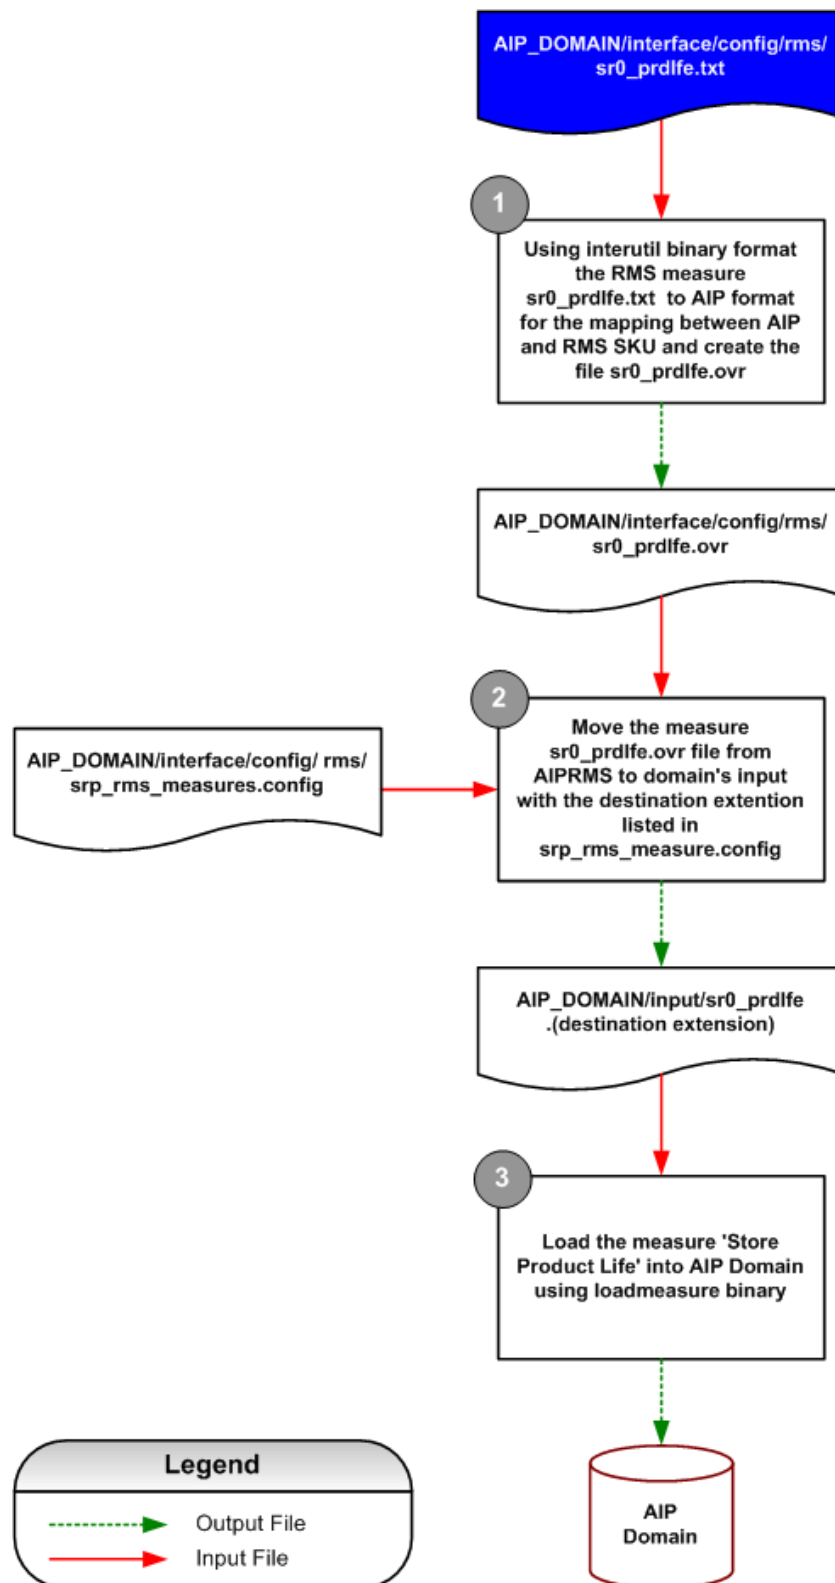 AIP_DOMAIN/interface/config/rms/
sr0_prdlfe.txt
1
Using interutil binary format
the RMS measure
sr0_prdlfe.txt to AIP format
for the mapping between AIP
and RMS SKU and create the
file sr0_prdlfe.ovr
AIP_DOMAIN/interface/config/rms/
sr0_prdlfe.ovr
2
Move the measure
sr0_prdlfe.ovr file from
AIPRMS to domain's input
with the destination extention
listed in
srp_rms_measure.config
AIP_DOMAIN/interface/config/ rms/
srp_rms_measures.config
AIP_DOMAIN/input/sr0_prdlfe
.(destination extension)
3
Load the measure 'Store
Product Life' into AIP Domain
using loadmeasure binary
AIP
Domain
Legend
Output File
Input File